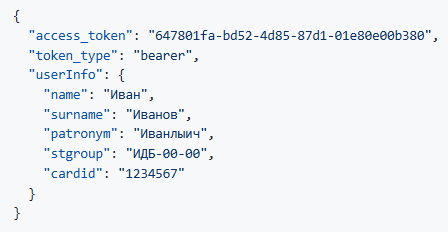 {
"access_token": "647801fa-bd52-4d85-87d1-01e80e00b380",
"token_type": "bearer",
"userInfo": {
"name": "Иван",
"surname": "Иванов",
"patronym": "Иванлыич",
"stgroup": "ИДБ-00-00",
"cardid": "1234567"
}
}